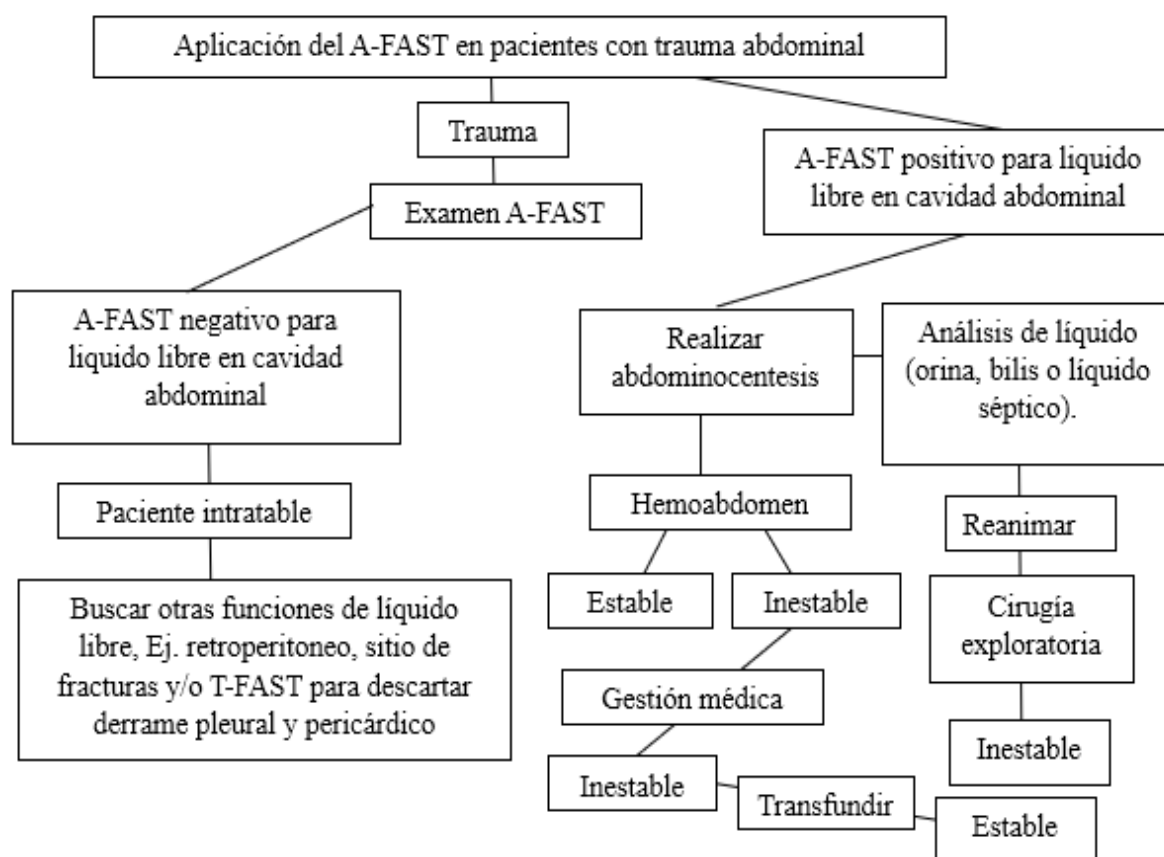 Aplicación del A-FAST en pacientes con trauma abdominal
Trauma
Examen A-FAST
A-FAST positivo para liquido
libre en cavidad abdominal
A-FAST negativo para
liquido libre en cavidad
abdominal
Paciente intratable
Buscar otras funciones de líquido
libre, Ej. retroperitoneo, sitio de
fracturas y/o T-FAST para descartar
derrame pleural y pericárdico
Realizar
abdominocentesis
Análisis de líquido
(orina, bilis o líquido
séptico).
Hemoabdomen
Estable
Inestable
Gestión médica
Inestable
Transfundir
Estable
Reanimar
Cirugía
exploratoria
Inestable